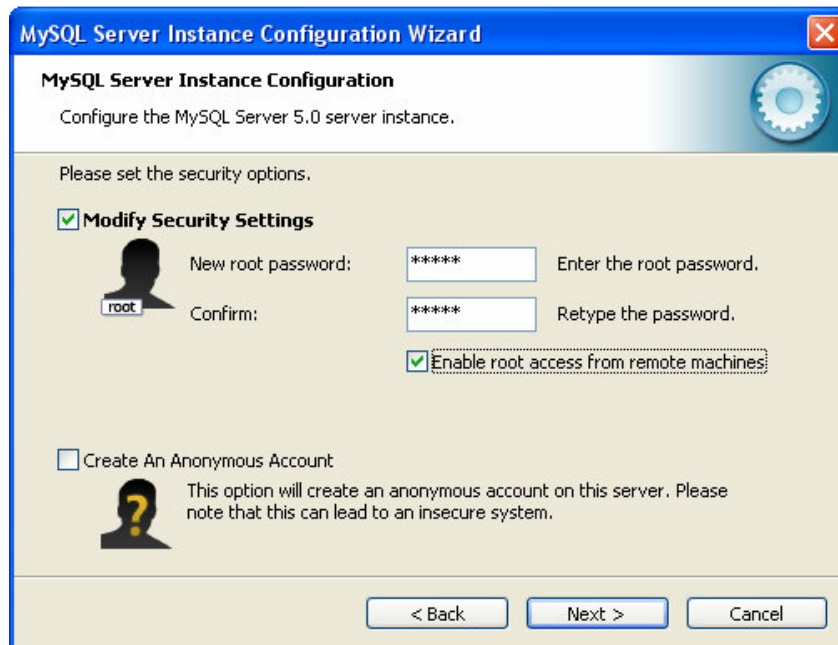 MySQL Server Instance Configuration Wizard
MySQL Server Instance Configuration
Configure the MySQL Server 5.0 server instance.
Please set the security options.
Modify Security Settings
root
New root password: ***** Enter the root password.
Confirm: ***** Retype the password.
Enable root access from remote machines
Create An Anonymous Account
?
This option will create an anonymous account on this server. Please
note that this can lead to an insecure system.
< Back Next > Cancel